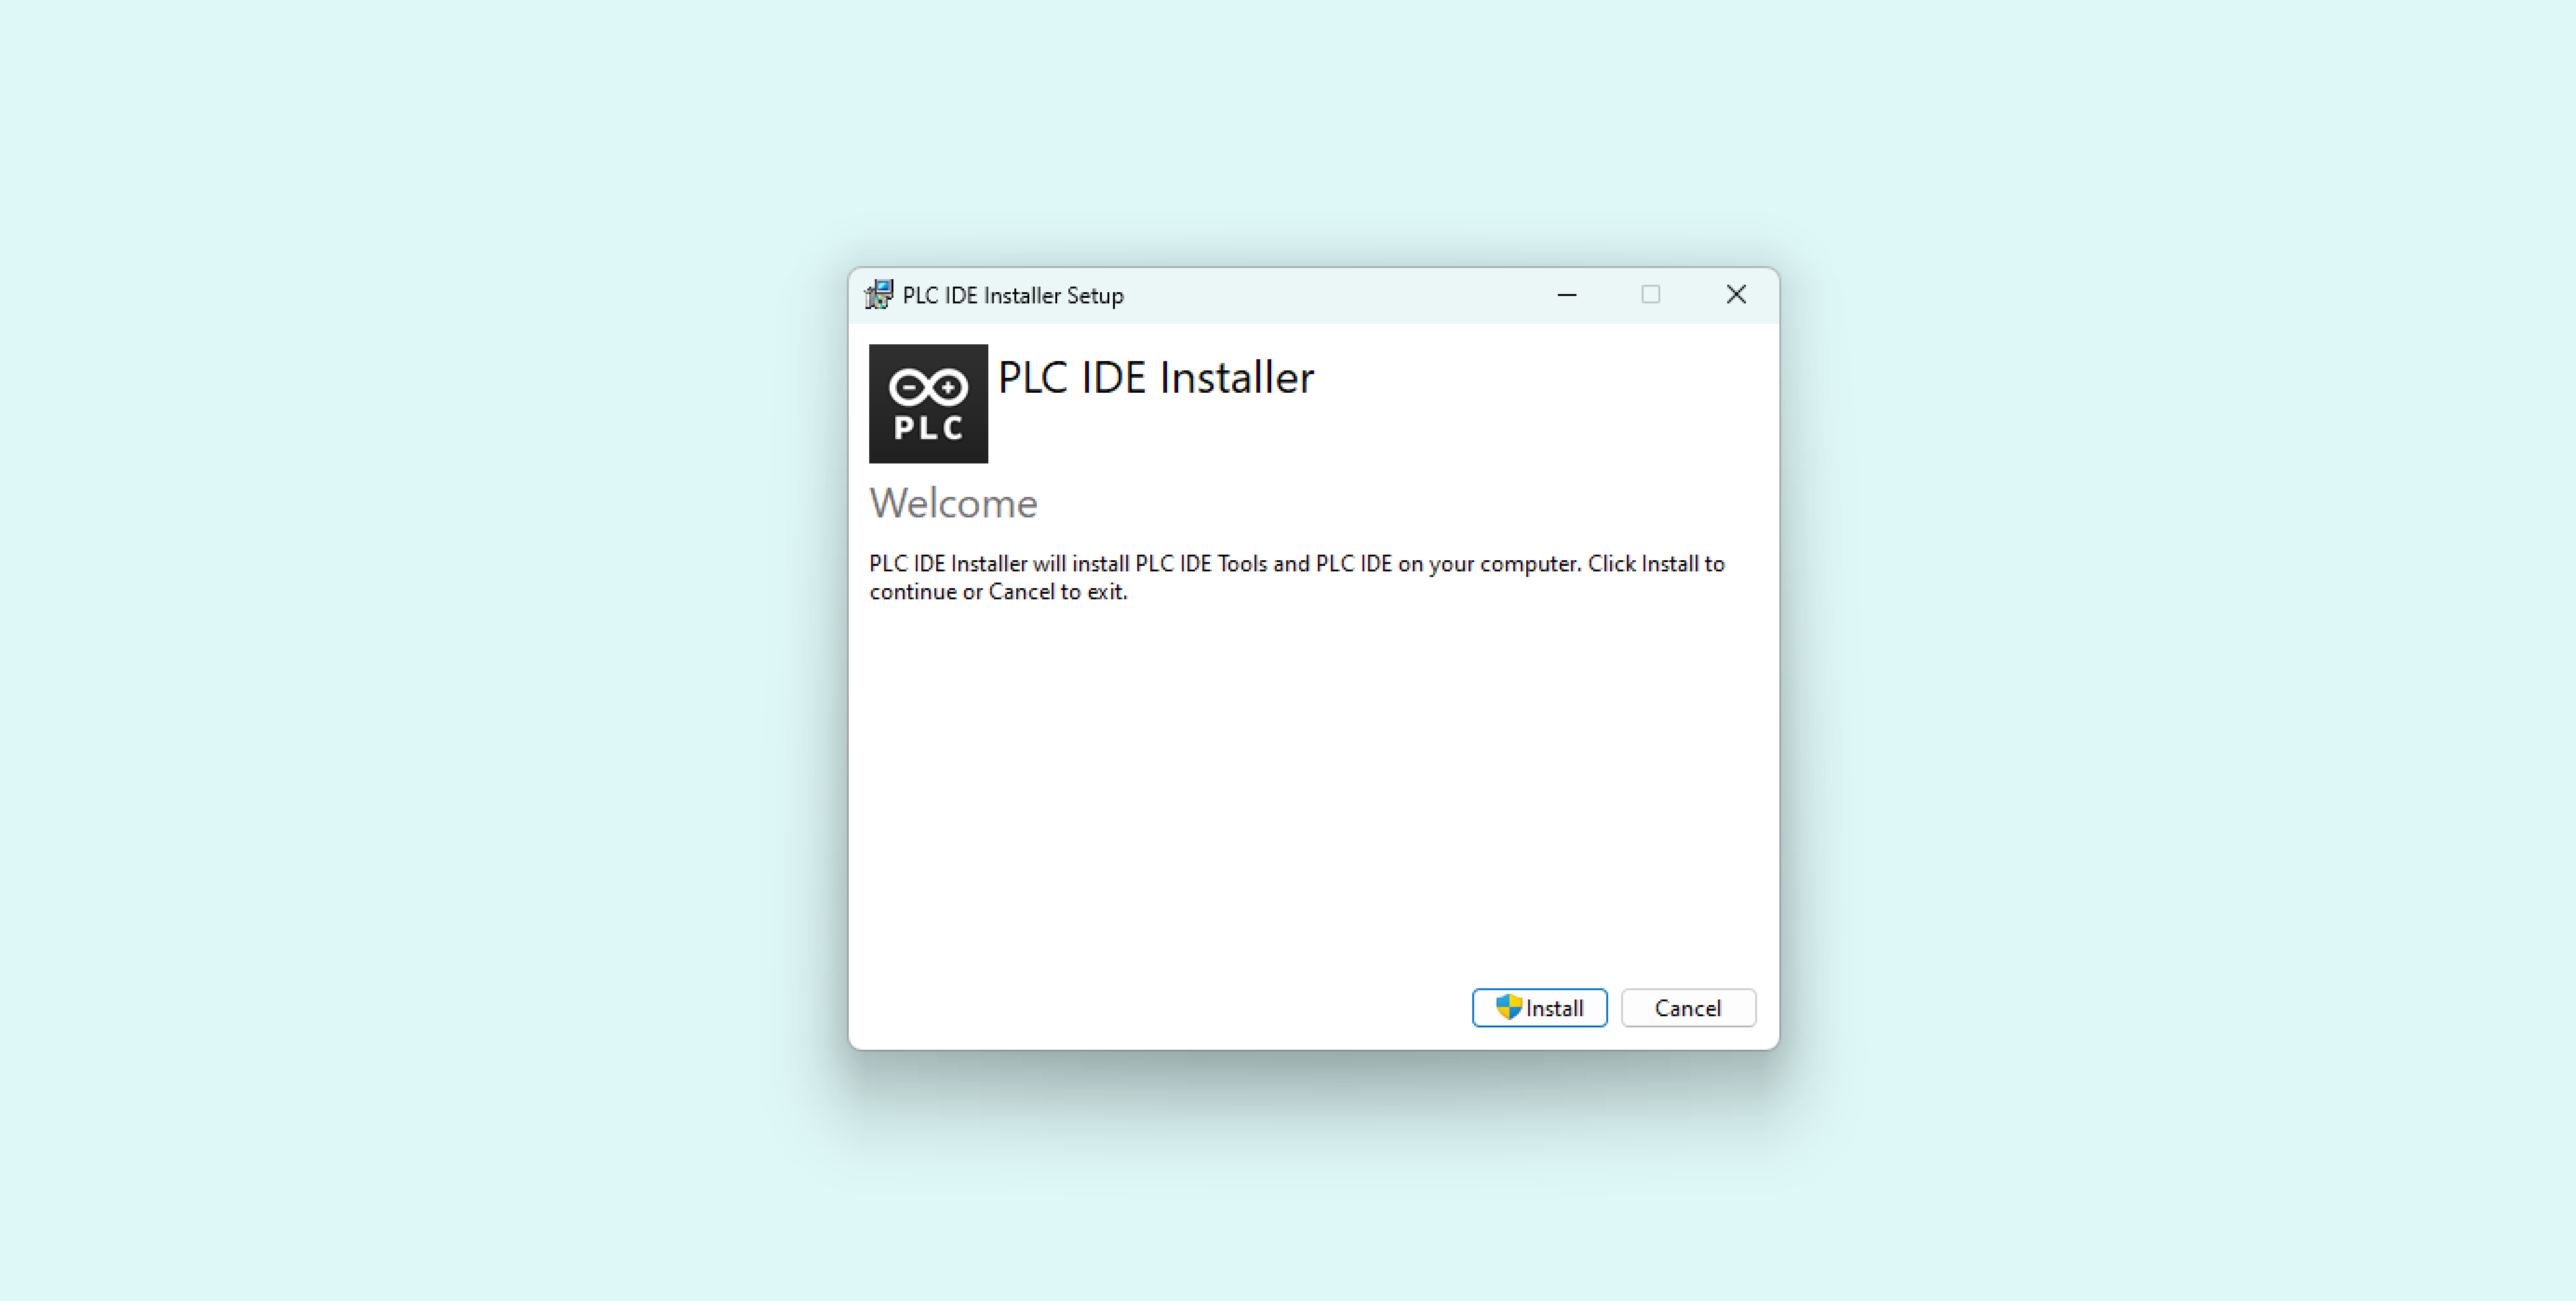 PLC IDE Installer Setup
PLC
PLC IDE Installer
Welcome
PLC IDE Installer will install PLC IDE Tools and PLC IDE on your computer. Click Install to
continue or Cancel to exit.
Install
Cancel